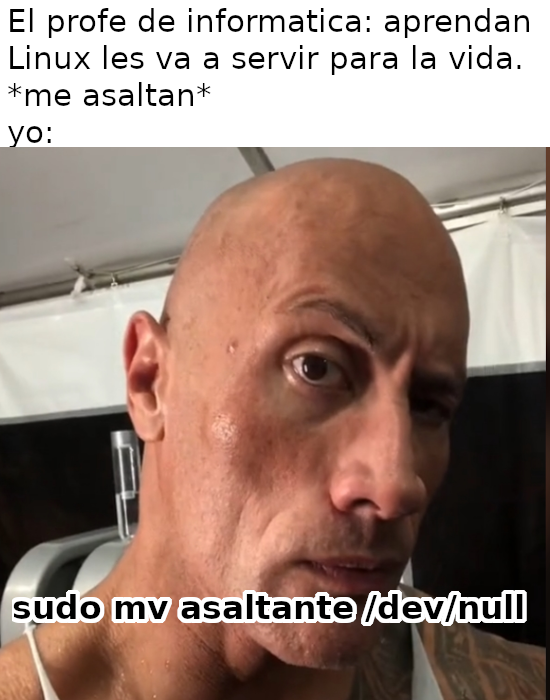 El profe de informatica: aprendan
Linux les va a servir para la vida.
*me asaltan*
yo:
sudo mv asaltante /dev/null